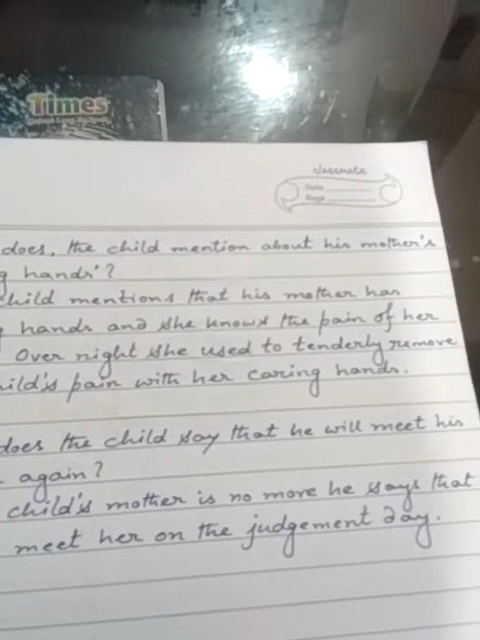 Times
classmate
Date
Page
does, the child mention about his mother's
hands'?
child mentions that his mother has
hands and she knows the pain of her
Over night she used to tenderly remove
child's pain with her caring hands.
does the child say that he will meet his
again?
child's mother is no more he says that
meet her on the judgement day.